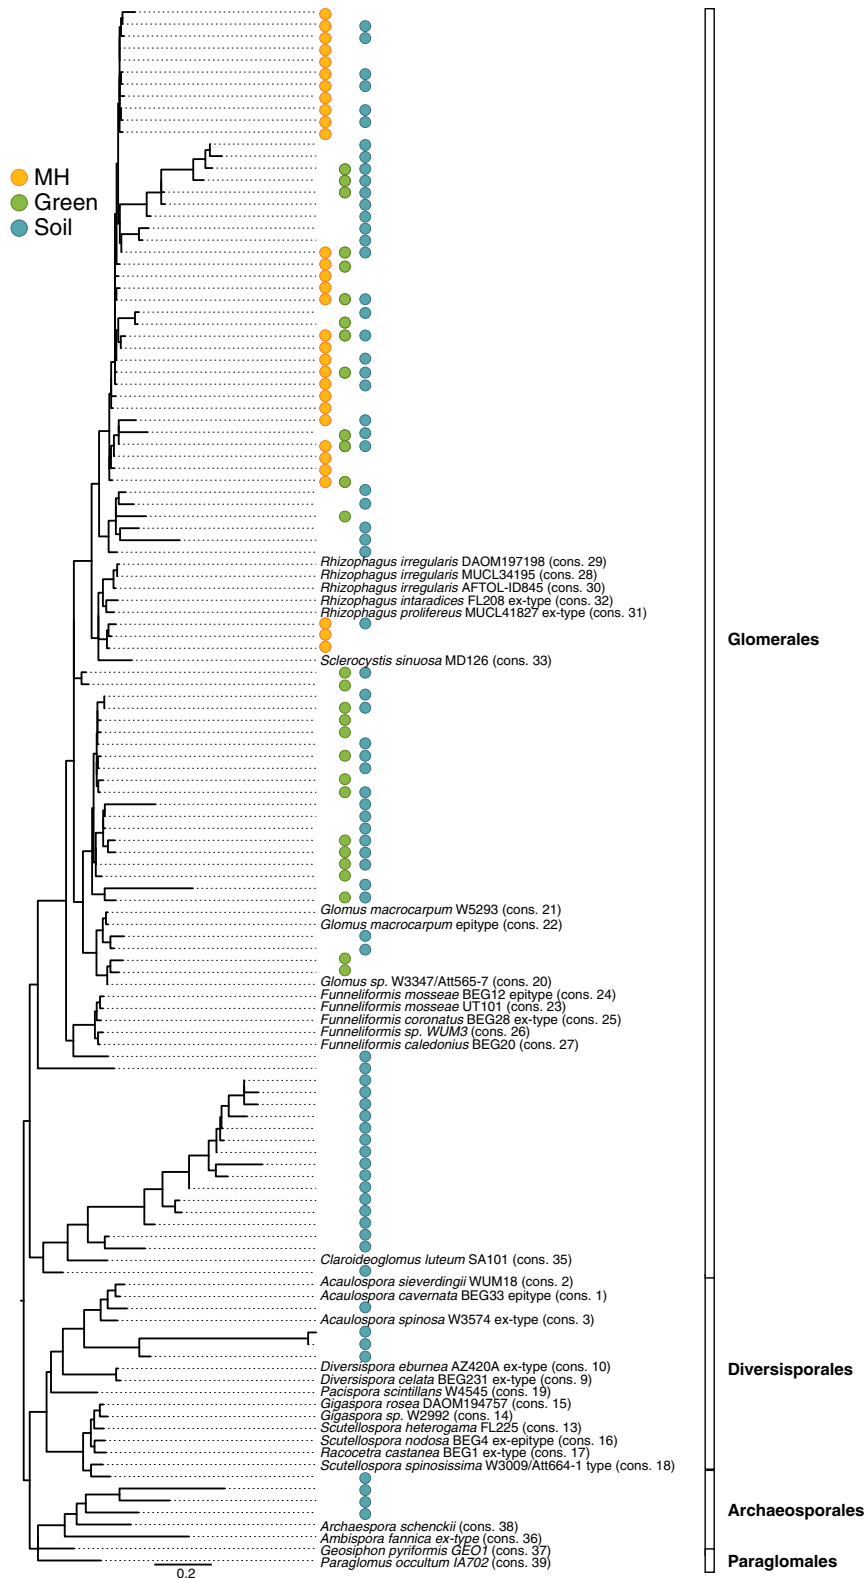 MH
Green
Soil
Rhizophagus irregularis DAOM197198 (cons. 29)
Rhizophagus irregularis MUCL34195 (cons. 28)
Rhizophagus irregularis AFTOL-ID845 (cons. 30)
Rhizophagus intaradices FL208 ex-type (cons. 32)
Rhizophagus prolifereus MUCL41827 ex-type (cons. 31)
Glomerales
Sclerocystis sinuosa MD126 (cons. 33)
Glomus macrocarpum W5293 (cons. 21)
Glomus macrocarpum epitype (cons. 22)
Glomus sp. W3347/Att565-7 (cons. 20)
Funneliformis mosseae BEG12 epitype (cons. 24)
Funneliformis mosseae UT101 (cons. 23)
Funneliformis coronatus BEG28 ex-type (cons. 25)
Funneliformis sp. WUM3 (cons. 26)
Funneliformis caledonius BEG20 (cons. 27)
Claroideoglomus luteum SA101 (cons. 35)
Acaulospora sieverdingii WUM18 (cons. 2)
Acaulospora cavernata BEG33 epitype (cons. 1)
Acaulospora spinosa W3574 ex-type (cons. 3)
Diversispora eburnea AZ420A ex-type (cons. 10)
Diversisporales
Diversispora celata BEG231 ex-type (cons. 9)
Pacispora scintillans W4545 (cons. 19)
Gigaspora rosea DAOM194757 (cons. 15)
Gigaspora sp. W2992 (cons. 14)
Scutellospora heterogama FL225 (cons. 13)
Scutellospora nodosa BEG4 ex-epitype (cons. 16)
Racocetra castanea BEG1 ex-type (cons. 17)
Scutellospora spinosissima W3009/Att664-1 type (cons. 18)
Archaeosporales
Archaespora schenckii (cons. 38)
Ambispora fannica ex-type (cons. 36)
Geosiphon pyriformis GEO1 (cons. 37)
Paraglomus occultum IA702 (cons. 39)
Paraglomales
0.2